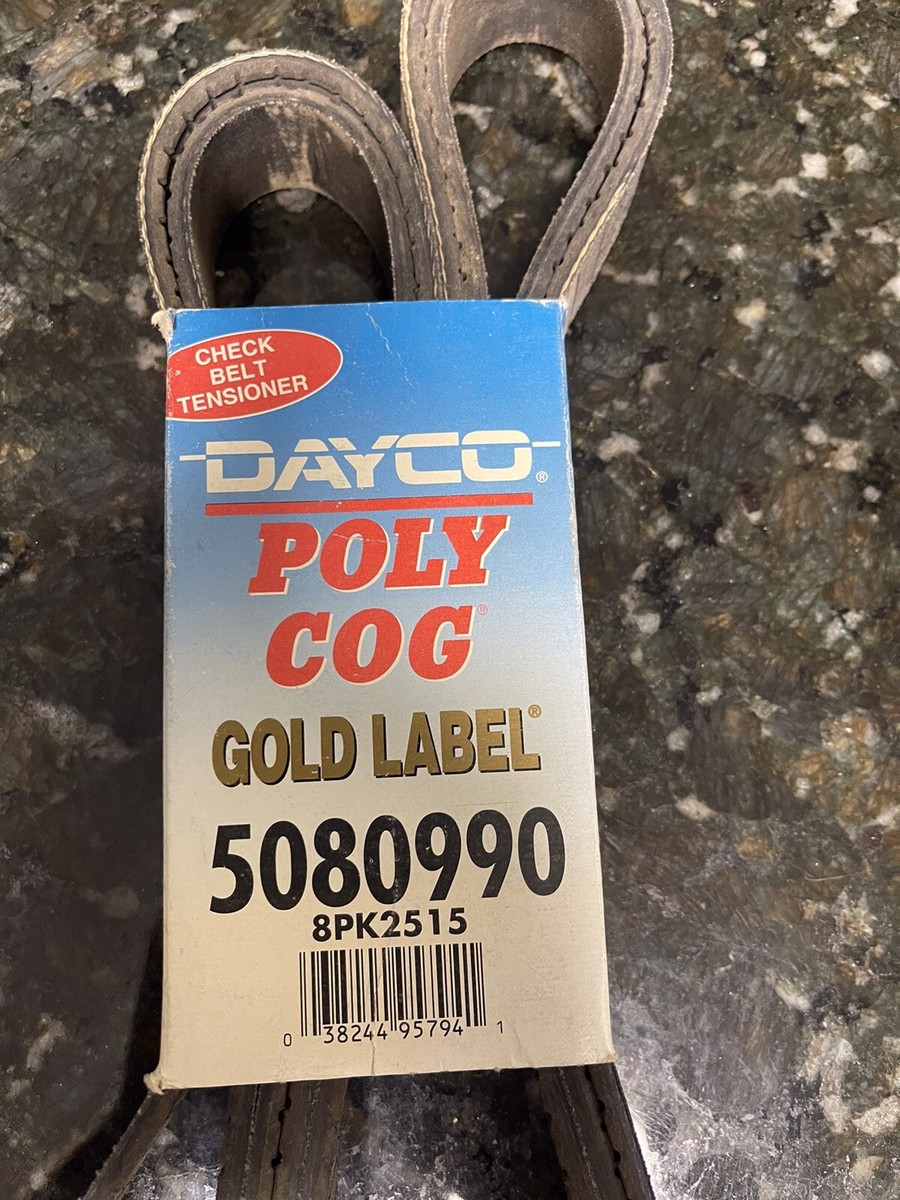 CHECK
BELT
TENSIONER
DAYCO®
POLY
COG®
GOLD LABEL®
5080990
8PK2515
0 38244 95794 1